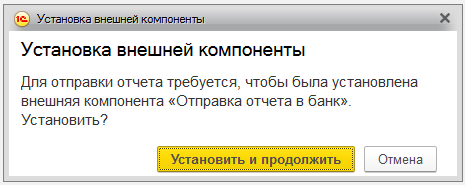 1С Установка внешней компоненты
Установка внешней компоненты
Для отправки отчета требуется, чтобы была установлена
внешняя компонента «Отправка отчета в банк».
Установить?
Установить и продолжить Отмена